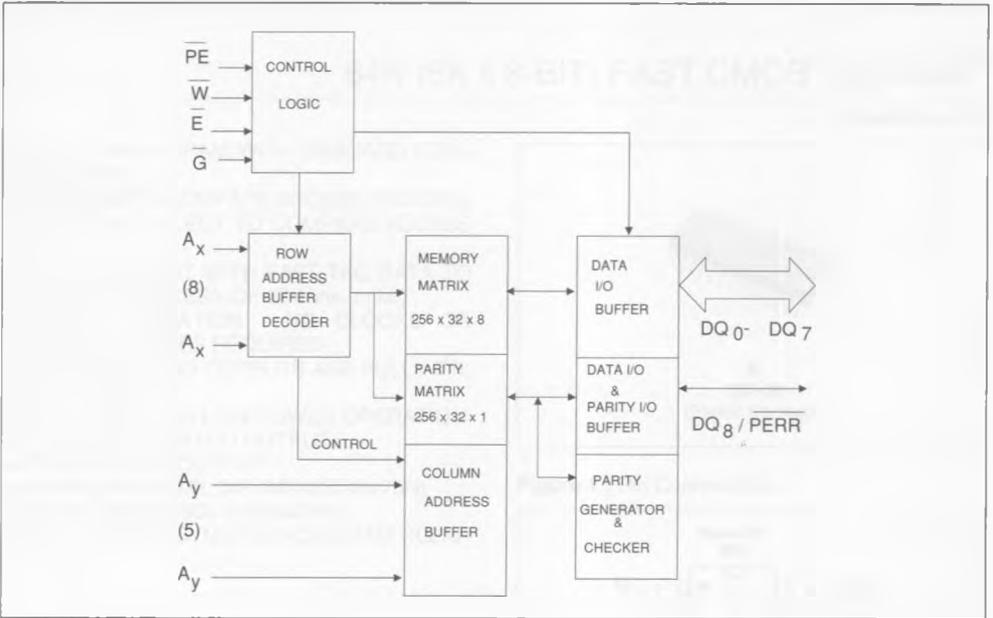 PE
W
E
G
CONTROL
LOGIC
Ax
(8)
Ax
ROW
ADDRESS
BUFFER
DECODER
MEMORY
MATRIX
256 x 32 x 8
PARITY
MATRIX
256 x 32 x 1
CONTROL
Ay
(5)
Ay
COLUMN
ADDRESS
BUFFER
DATA
I/O
BUFFER
DATA I/O
&
PARITY I/O
BUFFER
PARITY
GENERATOR
&
CHECKER
DQ0- DQ7
DQ8 / PERR